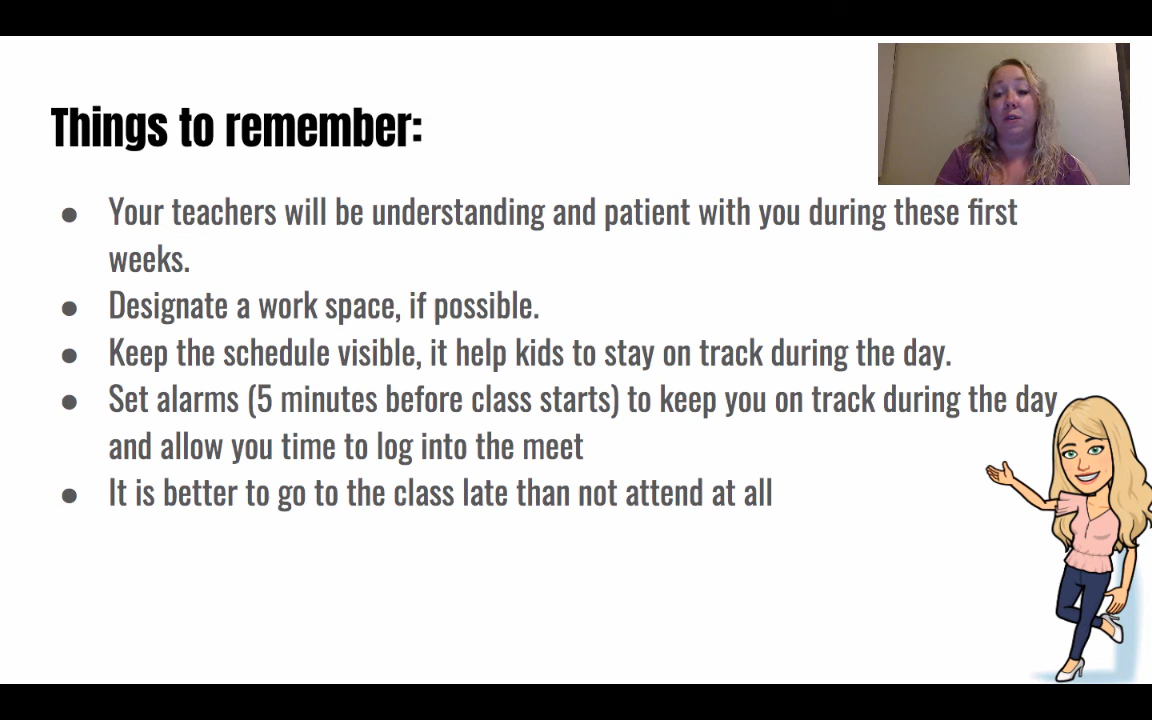 Things to remember:
● Your teachers will be understanding and patient with you during these first
weeks.
● Designate a work space, if possible.
● Keep the schedule visible, it help kids to stay on track during the day.
● Set alarms (5 minutes before class starts) to keep you on track during the day
and allow you time to log into the meet
● It is better to go to the class late than not attend at all